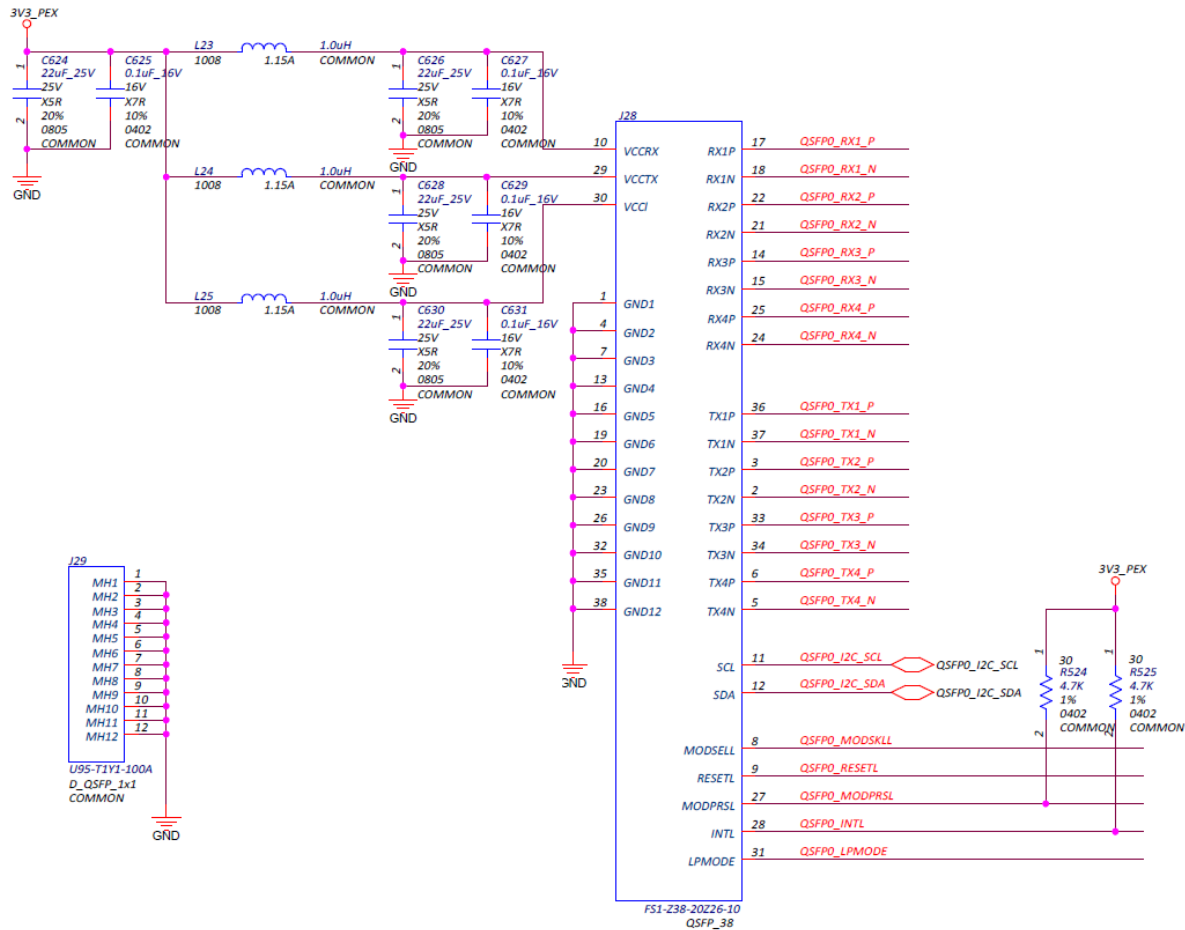 3V3_PEX
C624
22uF_25V
25V
X5R
20%
0805
COMMON
1
2
C625
0.1uF_16V
16V
X7R
10%
0402
COMMON
GND
L23
1008
1.15A
1.0uH
COMMON
C626
22uF_25V
25V
X5R
20%
0805
COMMON
1
2
C627
0.1uF_16V
16V
X7R
10%
0402
COMMON
GND
L24
1008
1.15A
1.0uH
COMMON
C628
22uF_25V
25V
X5R
20%
0805
COMMON
1
2
C629
0.1uF_16V
16V
X7R
10%
0402
COMMON
GND
L25
1008
1.15A
1.0uH
COMMON
C630
22uF_25V
25V
X5R
20%
0805
COMMON
1
2
C631
0.1uF_16V
16V
X7R
10%
0402
COMMON
GND
J28
10 VCCRX
29 VCCTX
30 VCCI
1 GND1
4 GND2
7 GND3
13 GND4
16 GND5
19 GND6
20 GND7
23 GND8
26 GND9
32 GND10
35 GND11
38 GND12
GND
RX1P 17 QSFP0_RX1_P
RX1N 18 QSFP0_RX1_N
RX2P 22 QSFP0_RX2_P
RX2N 21 QSFP0_RX2_N
RX3P 14 QSFP0_RX3_P
RX3N 15 QSFP0_RX3_N
RX4P 25 QSFP0_RX4_P
RX4N 24 QSFP0_RX4_N
TX1P 36 QSFP0_TX1_P
TX1N 37 QSFP0_TX1_N
TX2P 3 QSFP0_TX2_P
TX2N 2 QSFP0_TX2_N
TX3P 33 QSFP0_TX3_P
TX3N 34 QSFP0_TX3_N
TX4P 6 QSFP0_TX4_P
TX4N 5 QSFP0_TX4_N
SCL 11 QSFP0_I2C_SCL QSFP0_I2C_SCL
SDA 12 QSFP0_I2C_SDA QSFP0_I2C_SDA
MODSELL 8 QSFP0_MODSKLL
RESETL 9 QSFP0_RESETL
MODPRSL 27 QSFP0_MODPRSL
INTL 28 QSFP0_INTL
LPMODE 31 QSFP0_LPMODE
FS1-Z38-20Z26-10
QSFP_38
3V3_PEX
1
30
R524
4.7K
1%
0402
COMMON
2
1
30
R525
4.7K
1%
0402
COMMON
2
J29
MH1 1
MH2 2
MH3 3
MH4 4
MH5 5
MH6 6
MH7 7
MH8 8
MH9 9
MH10 10
MH11 11
MH12 12
U95-T1Y1-100A
D_QSFP_1x1
COMMON
GND